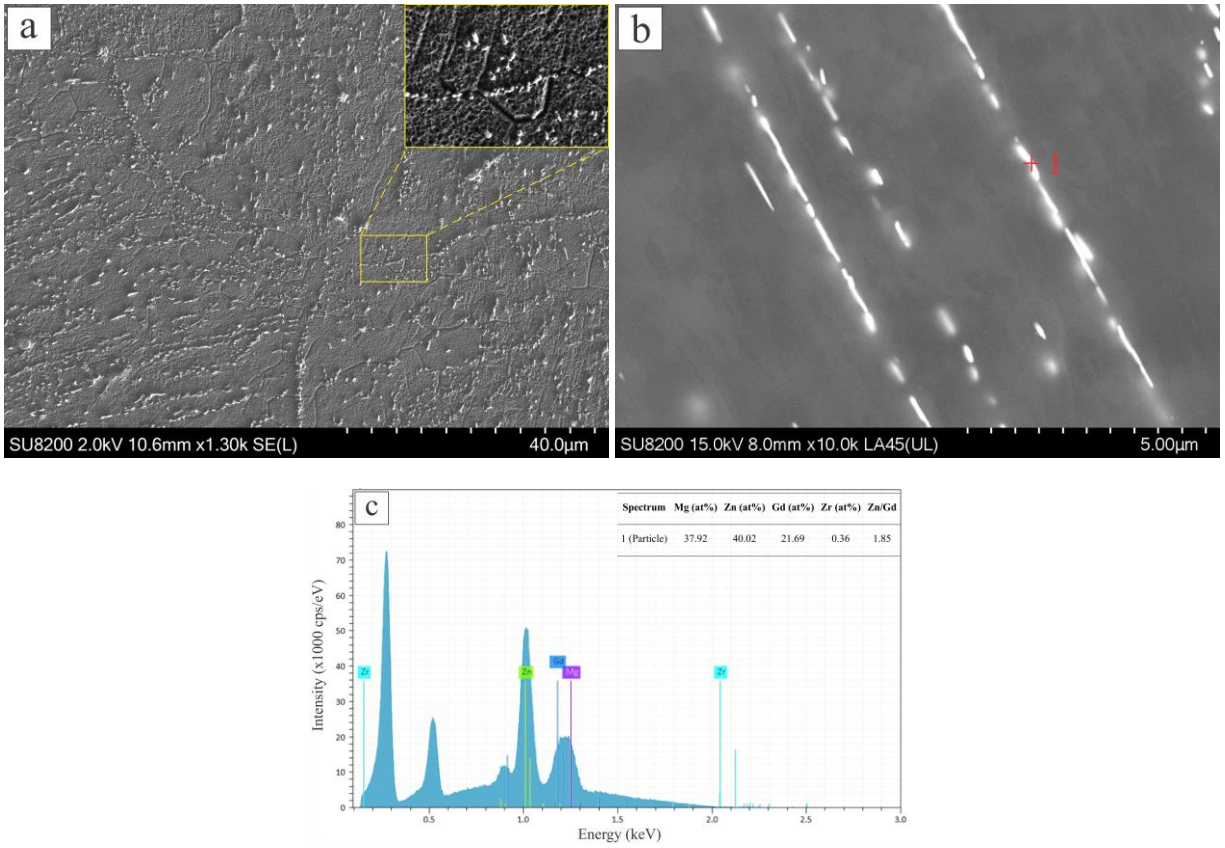 a
SU8200 2.0kV 10.6mm x1.30k SE(L) 40.0µm
b
1
SU8200 15.0kV 8.0mm x10.0k LA45(UL) 5.00µm
c
Spectrum Mg (at%) Zn (at%) Gd (at%) Zr (at%) Zn/Gd
1 (Particle) 37.92 40.02 21.69 0.36 1.85
80
70
60
50
40
30
20
10
0
Intensity (x1000 cps/eV)
Zr
Zn
Gd
Mg
Zr
0.5 1.0 1.5 2.0 2.5 3.0
Energy (keV)